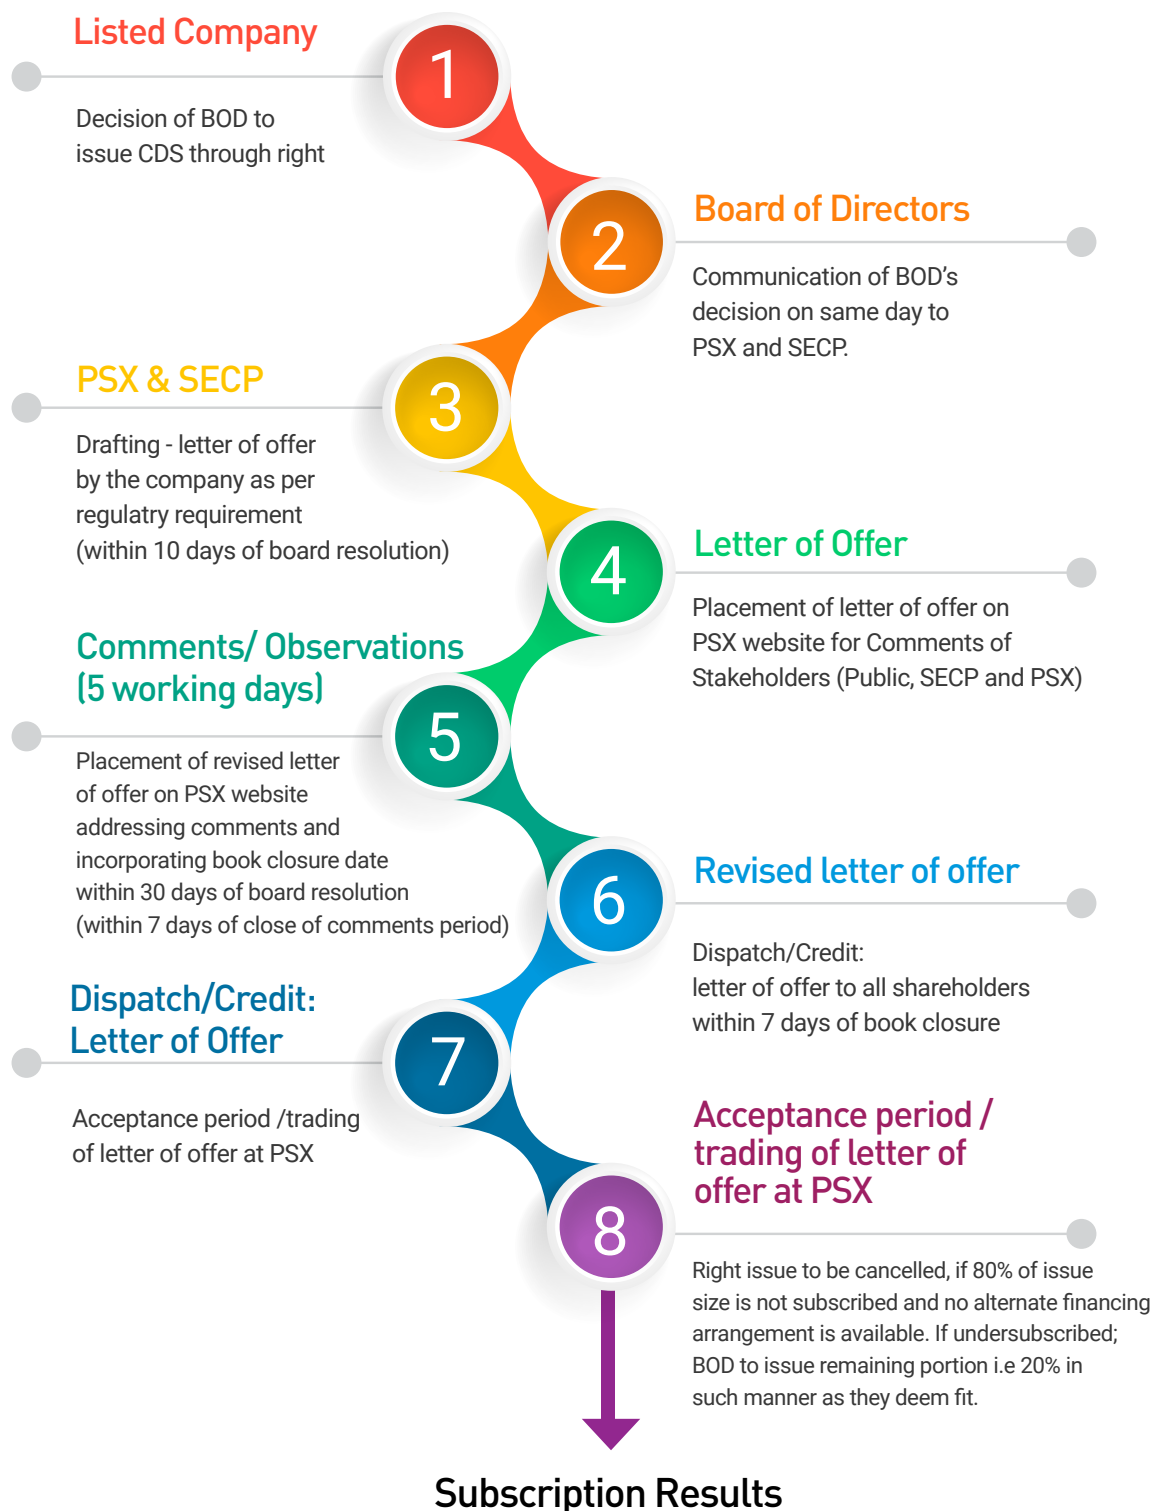 Listed Company
1
Decision of BOD to
issue CDS through right
Board of Directors
2
Communication of BOD's
decision on same day to
PSX and SECP.
PSX & SECP
3
Drafting - letter of offer
by the company as per
regulatry requirement
(within 10 days of board resolution)
Letter of Offer
4
Placement of letter of offer on
PSX website for Comments of
Stakeholders (Public, SECP and PSX)
Comments/ Observations
(5 working days)
5
Placement of revised letter
of offer on PSX website
addressing comments and
incorporating book closure date
within 30 days of board resolution
(within 7 days of close of comments period)
Revised letter of offer
6
Dispatch/Credit:
letter of offer to all shareholders
within 7 days of book closure
Dispatch/Credit:
Letter of Offer
7
Acceptance period /trading
of letter of offer at PSX
Acceptance period /
trading of letter of
offer at PSX
8
Right issue to be cancelled, if 80% of issue
size is not subscribed and no alternate financing
arrangement is available. If undersubscribed;
BOD to issue remaining portion i.e 20% in
such manner as they deem fit.
Subscription Results